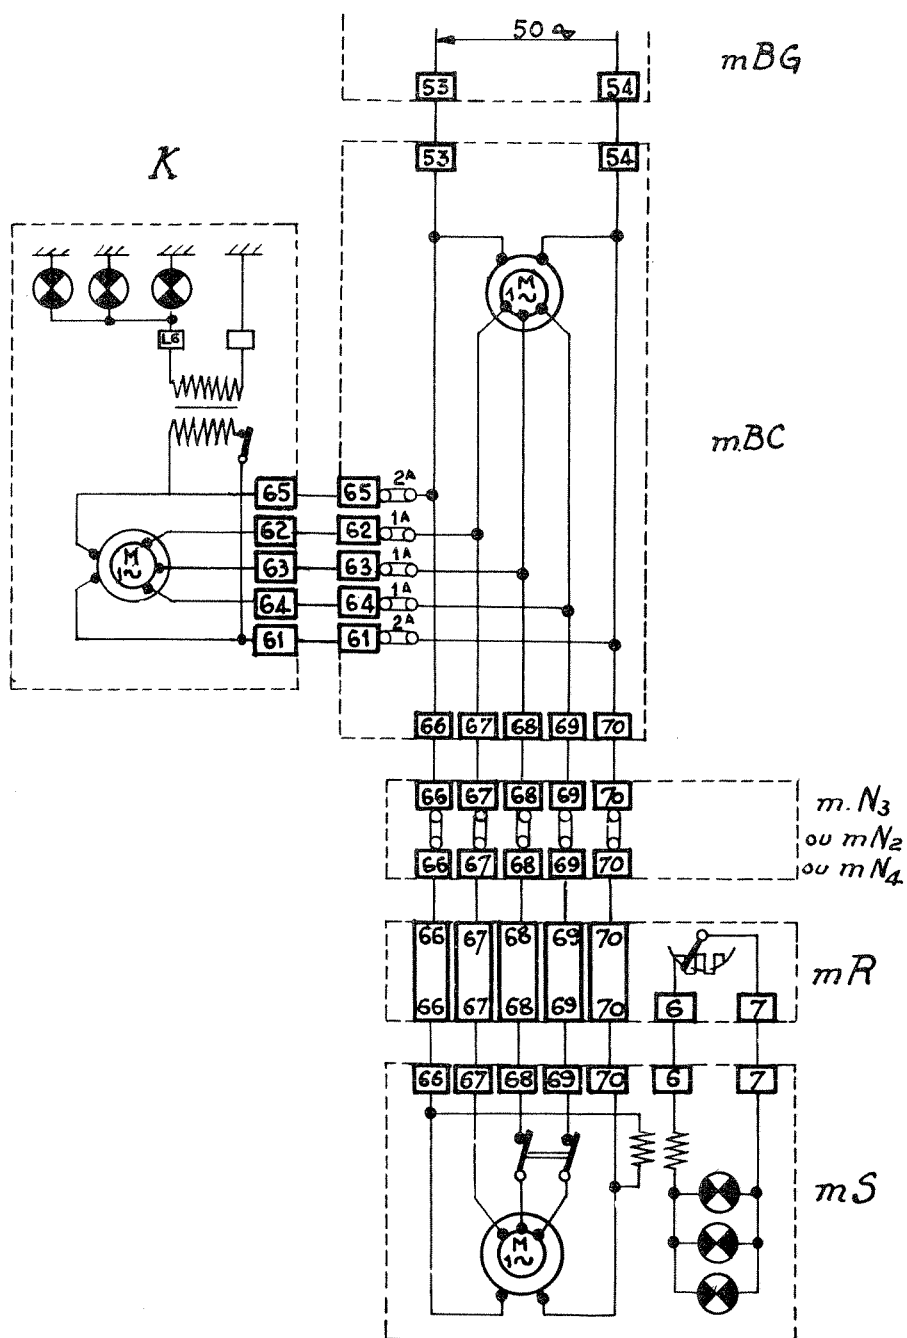 50 ~
mBG
53 54
53 54
K
M
1~
LG
mBC
65 65 2A
62 62 1A
63 63 1A
64 64 1A
61 61 2A
M
1~
66 67 68 69 70
66 67 68 69 70
m.N3
ou mN2
66 67 68 69 70
ou mN4
66 67 68 69 70
mR
66 67 68 69 70 6 7
66 67 68 69 70 6 7
mS
M
1~